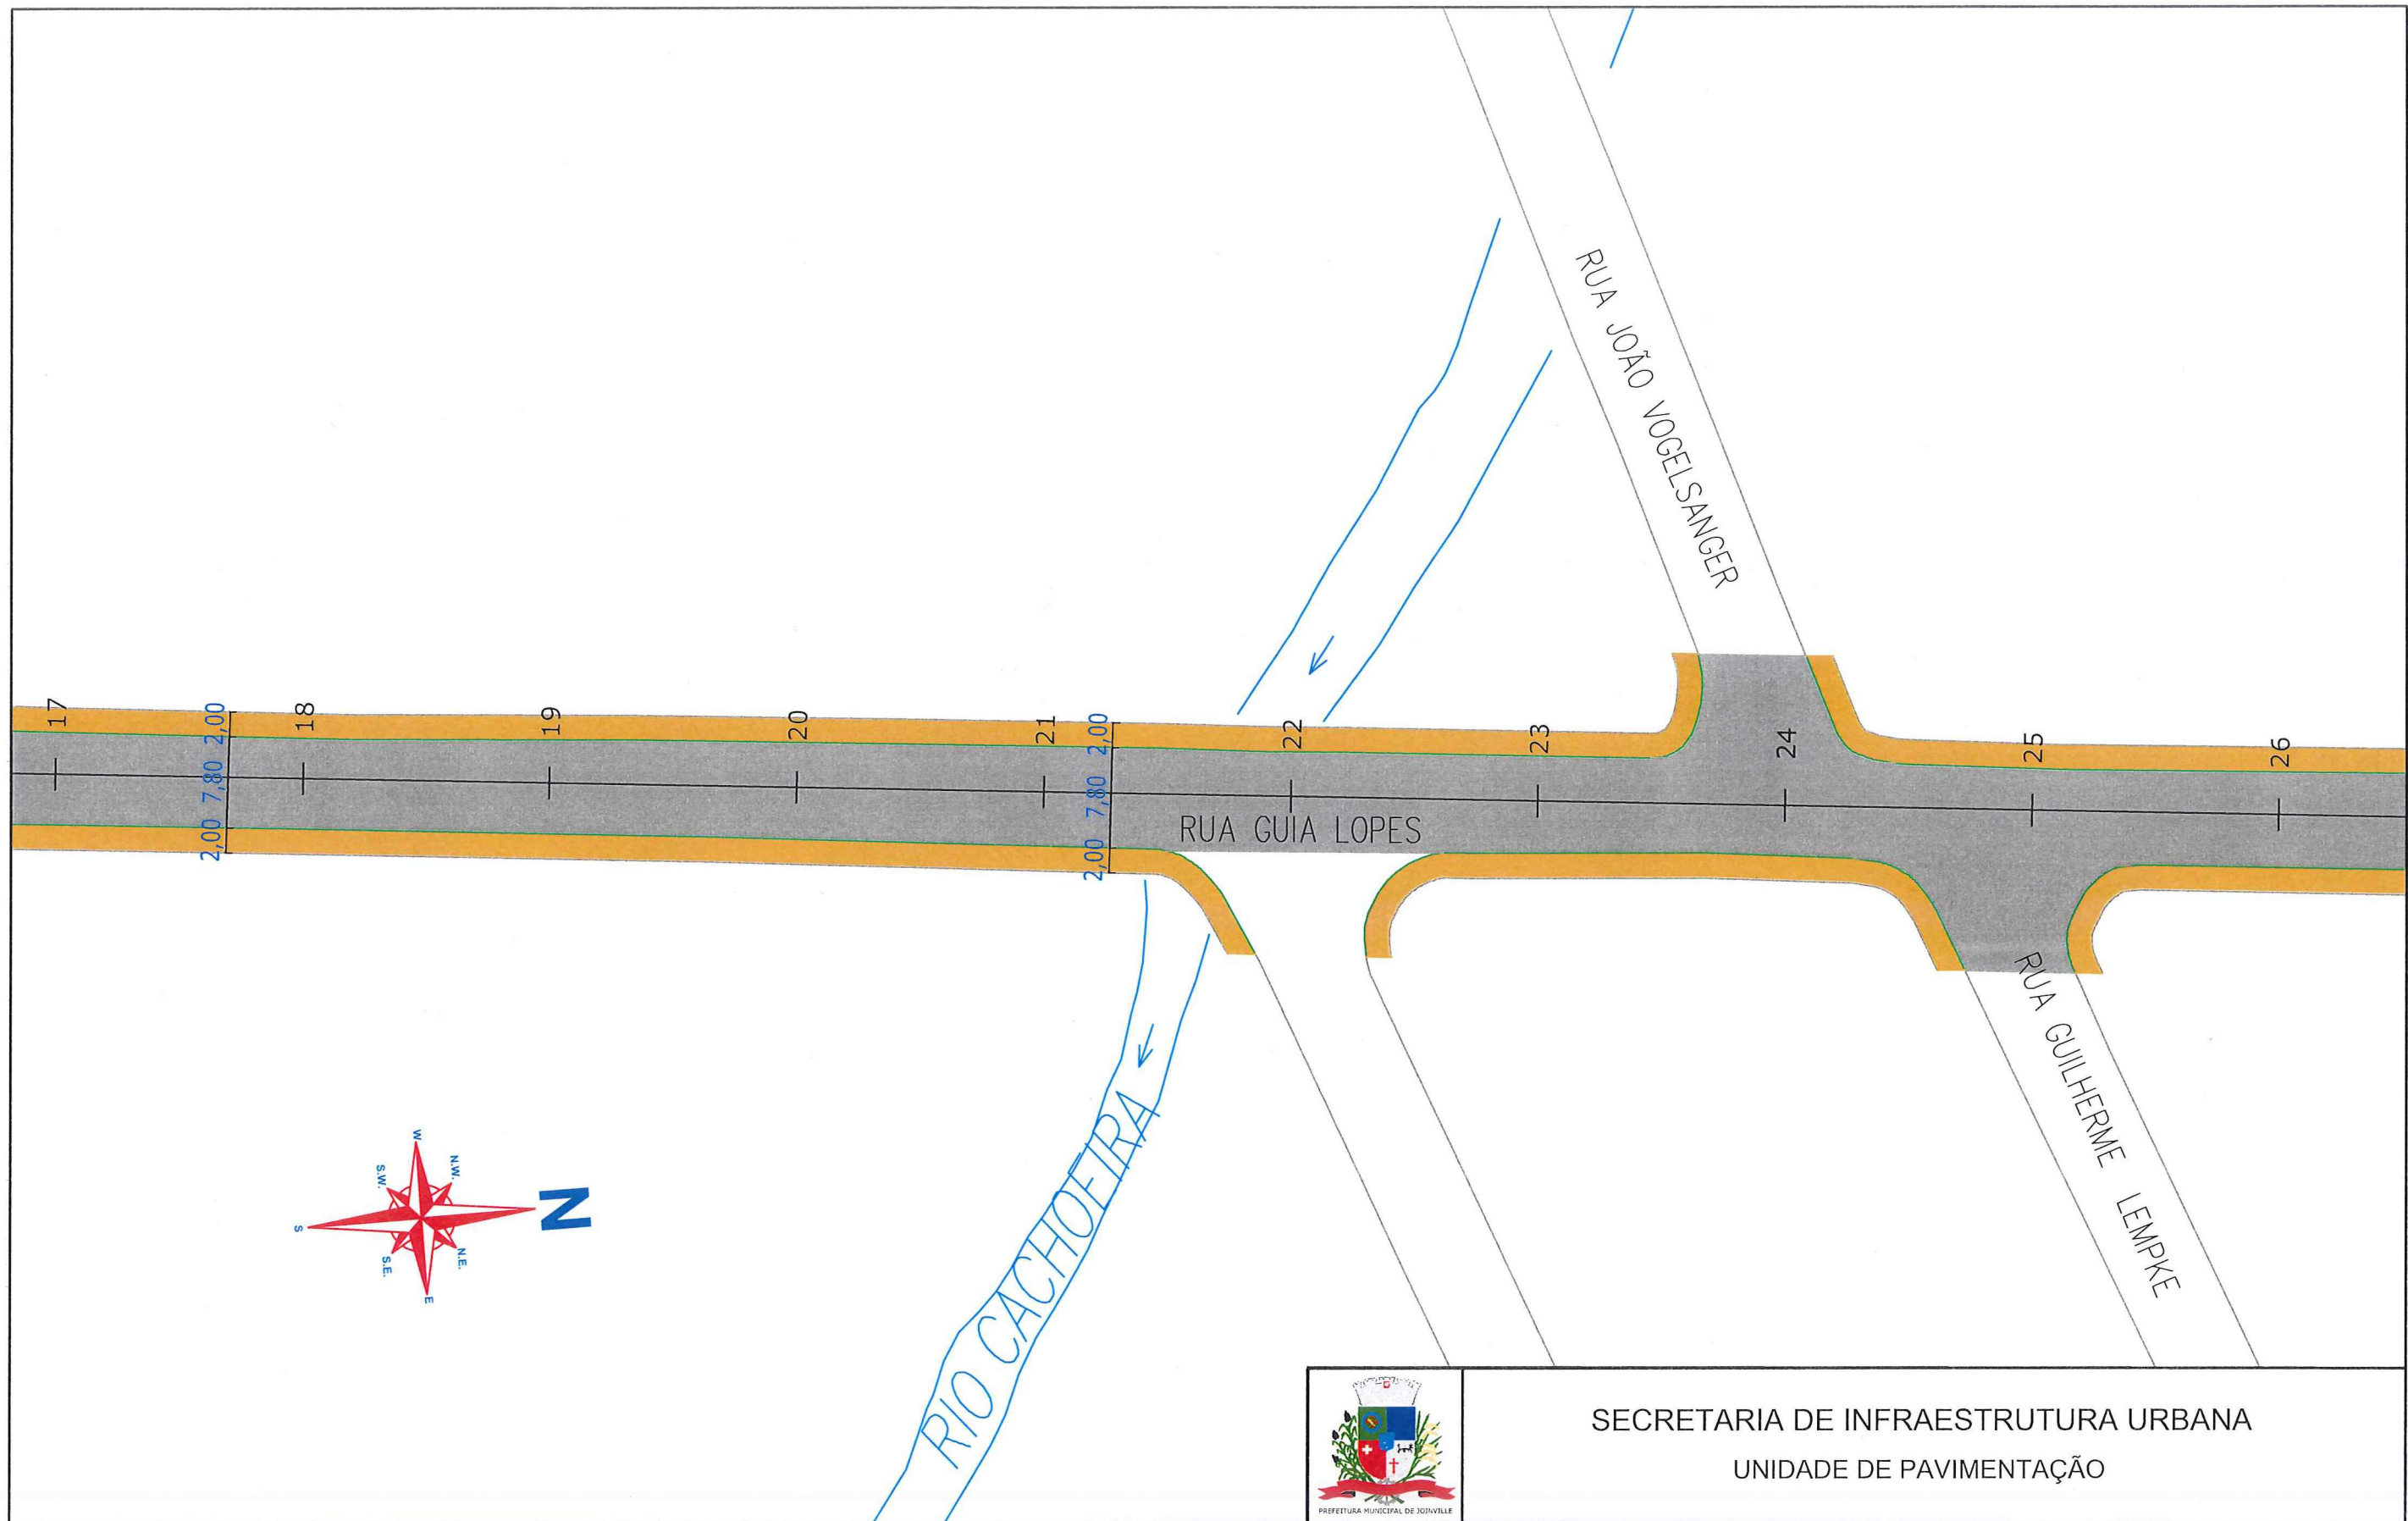 RUA JOÃO VOGELSANGER
17
18
19
20
21
22
23
24
25
26
2,00
7,80
2,00
2,00
7,80
2,00
RUA GUIA LOPES
RUA GUILHERME LEMPKE
RIO CACHOEIRA
W
N.W.
S.W.
N
S
N.E.
S.E.
E
SECRETARIA DE INFRAESTRUTURA URBANA
UNIDADE DE PAVIMENTAÇÃO
PREFEITURA MUNICIPAL DE JOINVILLE